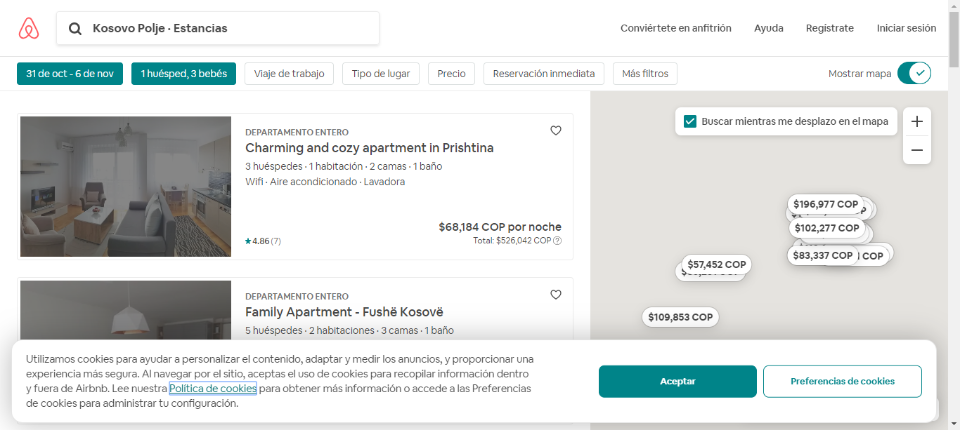 Kosovo Polje · Estancias
Conviértete en anfitrión
Ayuda
Regístrate
Iniciar sesión
31 de oct - 6 de nov
1 huésped, 3 bebés
Viaje de trabajo
Tipo de lugar
Precio
Reservación inmediata
Más filtros
Mostrar mapa
DEPARTAMENTO ENTERO
Charming and cozy apartment in Prishtina
3 huéspedes · 1 habitación · 2 camas · 1 baño
Wifi · Aire acondicionado · Lavadora
$68,184 COP por noche
4.86 (7)
Total: $526,042 COP
DEPARTAMENTO ENTERO
Family Apartment - Fushë Kosovë
5 huéspedes · 2 habitaciones · 3 camas · 1 baño
Buscar mientras me desplazo en el mapa
$196,977 COP
$102,277 COP
$83,337 COP
$57,452 COP
$109,853 COP
Utilizamos cookies para ayudar a personalizar el contenido, adaptar y medir los anuncios, y proporcionar una
experiencia más segura. Al navegar por el sitio, aceptas el uso de cookies para recopilar información dentro
y fuera de Airbnb. Lee nuestra Política de cookies para obtener más información o accede a las Preferencias
de cookies para administrar tu configuración.
Aceptar
Preferencias de cookies